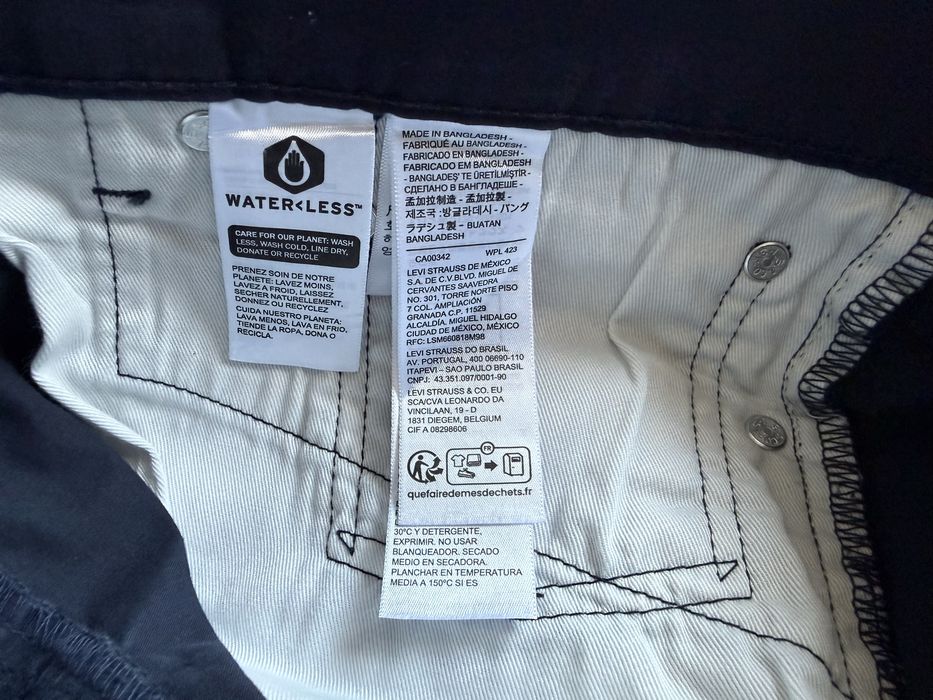 WATER<LESS™
CARE FOR OUR PLANET: WASH
LESS, WASH COLD, LINE DRY,
DONATE OR RECYCLE
PRENEZ SOIN DE NOTRE
PLANETE: LAVEZ MOINS,
LAVEZ A FROID, LAISSEZ
SECHER NATURELLEMENT,
DONNEZ OU RECYCLEZ
CUIDA NUESTRO PLANETA:
LAVA MENOS, LAVA EN FRIO,
TIENDE LA ROPA, DONA O
RECICLA.
MADE IN BANGLADESH -
FABRIQUÉ AU BANGLADESH -
FABRICADO EN BANGLADESH -
FABRICADO EM BANGLADESH
- BANGLADEŞ' TE ÜRETİLMİŞTİR -
СДЕЛАНО В БАНГЛАДЕШЕ -
孟加拉制造 - 孟加拉製 -
제조국 :방글라데시 - バング
ラデシュ製 - BUATAN
BANGLADESH
CA00342 WPL 423
LEVI STRAUSS DE MÉXICO
S.A. DE C.V.BLVD. MIGUEL DE
CERVANTES SAAVEDRA
NO. 301, TORRE NORTE PISO
7 COL. AMPLIACIÓN
GRANADA C.P. 11529
ALCALDÍA. MIGUEL HIDALGO
CIUDAD DE MÉXICO, MÉXICO
RFC: LSM660818M98
LEVI STRAUSS DO BRASIL
AV. PORTUGAL, 400 06690-110
ITAPEVI – SAO PAULO BRASIL
CNPJ: 43.351.097/0001-90
LEVI STRAUSS & CO. EU
SCA/CVA LEONARDO DA
VINCILAAN, 19 - D
1831 DIEGEM, BELGIUM
CIF A 08298606
FR
quefairedemesdechets.fr
30°C Y DETERGENTE,
EXPRIMIR. NO USAR
BLANQUEADOR. SECADO
MEDIO EN SECADORA.
PLANCHAR EN TEMPERATURA
MEDIA A 150°C SI ES